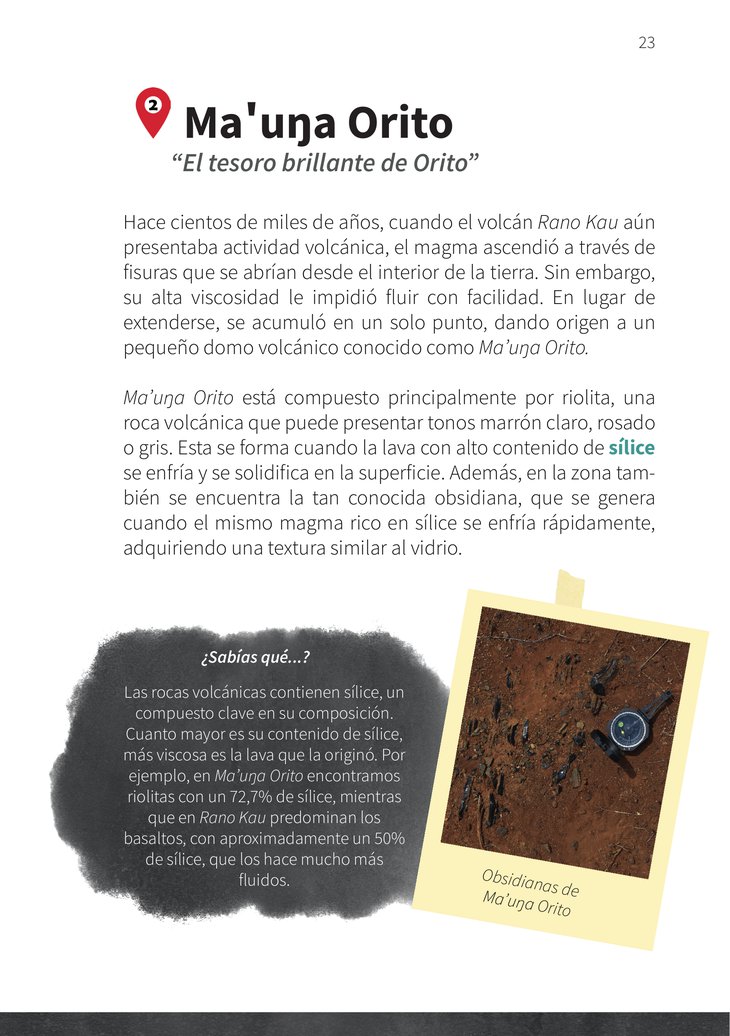 23
2
Ma'uŋa Orito
“El tesoro brillante de Orito”
Hace cientos de miles de años, cuando el volcán Rano Kau aún
presentaba actividad volcánica, el magma ascendió a través de
fisuras que se abrían desde el interior de la tierra. Sin embargo,
su alta viscosidad le impidió fluir con facilidad. En lugar de
extenderse, se acumuló en un solo punto, dando origen a un
pequeño domo volcánico conocido como Ma’uŋa Orito.
Ma’uŋa Orito está compuesto principalmente por riolita, una
roca volcánica que puede presentar tonos marrón claro, rosado
o gris. Esta se forma cuando la lava con alto contenido de sílice
se enfría y se solidifica en la superficie. Además, en la zona tam-
bién se encuentra la tan conocida obsidiana, que se genera
cuando el mismo magma rico en sílice se enfría rápidamente,
adquiriendo una textura similar al vidrio.
¿Sabías qué...?
Las rocas volcánicas contienen sílice, un
compuesto clave en su composición.
Cuanto mayor es su contenido de sílice,
más viscosa es la lava que la originó. Por
ejemplo, en Ma’uŋa Orito encontramos
riolitas con un 72,7% de sílice, mientras
que en Rano Kau predominan los
basaltos, con aproximadamente un 50%
de sílice, que los hace mucho más
fluidos.
Obsidianas de
Ma’uŋa Orito